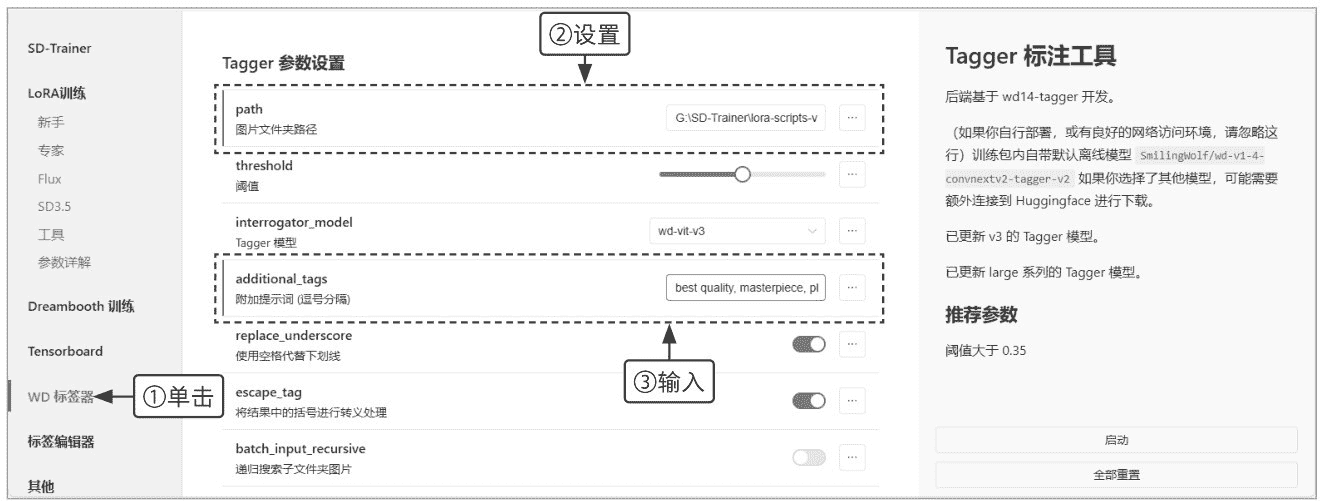 SD-Trainer
LoRA训练
新手
专家
Flux
SD3.5
工具
参数详解
Dreambooth 训练
Tensorboard
WD 标签器
标签编辑器
其他
①单击
②设置
Tagger 参数设置
path
图片文件夹路径
G:\SD-Trainer\lora-scripts-v
threshold
阈值
interrogator_model
Tagger 模型
wd-vit-v3
additional_tags
附加提示词 (逗号分隔)
best quality, masterpiece, pl
replace_underscore
使用空格代替下划线
③输入
escape_tag
将结果中的括号进行转义处理
batch_input_recursive
递归搜索子文件夹图片
Tagger 标注工具
后端基于 wd14-tagger 开发。
（如果你自行部署，或有良好的网络访问环境，请忽略这
行）训练包内自带默认离线模型 SmilingWolf/wd-v1-4-
convnextv2-tagger-v2 如果你选择了其他模型，可能需要
额外连接到 Huggingface 进行下载。
已更新 v3 的 Tagger 模型。
已更新 large 系列的 Tagger 模型。
推荐参数
阈值大于 0.35
启动
全部重置